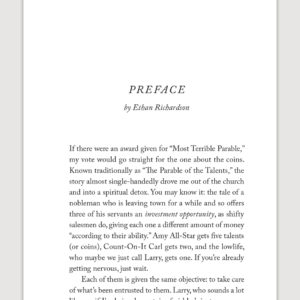 PREFACE
by Ethan Richardson
If there were an award given for “Most Terrible Parable,”
my vote would go straight for the one about the coins.
Known traditionally as “The Parable of the Talents,” the
story almost single-handedly drove me out of the church
and into a spiritual detox. You may know it: the tale of a
nobleman who is leaving town for a while and so offers
three of his servants an investment opportunity, as shifty
salesmen do, giving each one a different amount of money
“according to their ability.” Amy All-Star gets five talents
(or coins), Count-On-It Carl gets two, and the lowlife,
who maybe we just call Larry, gets one. If you’re already
getting nervous, just wait.
Each of them is given the same objective: to take care
of what’s been entrusted to them. Larry, who sounds a lot